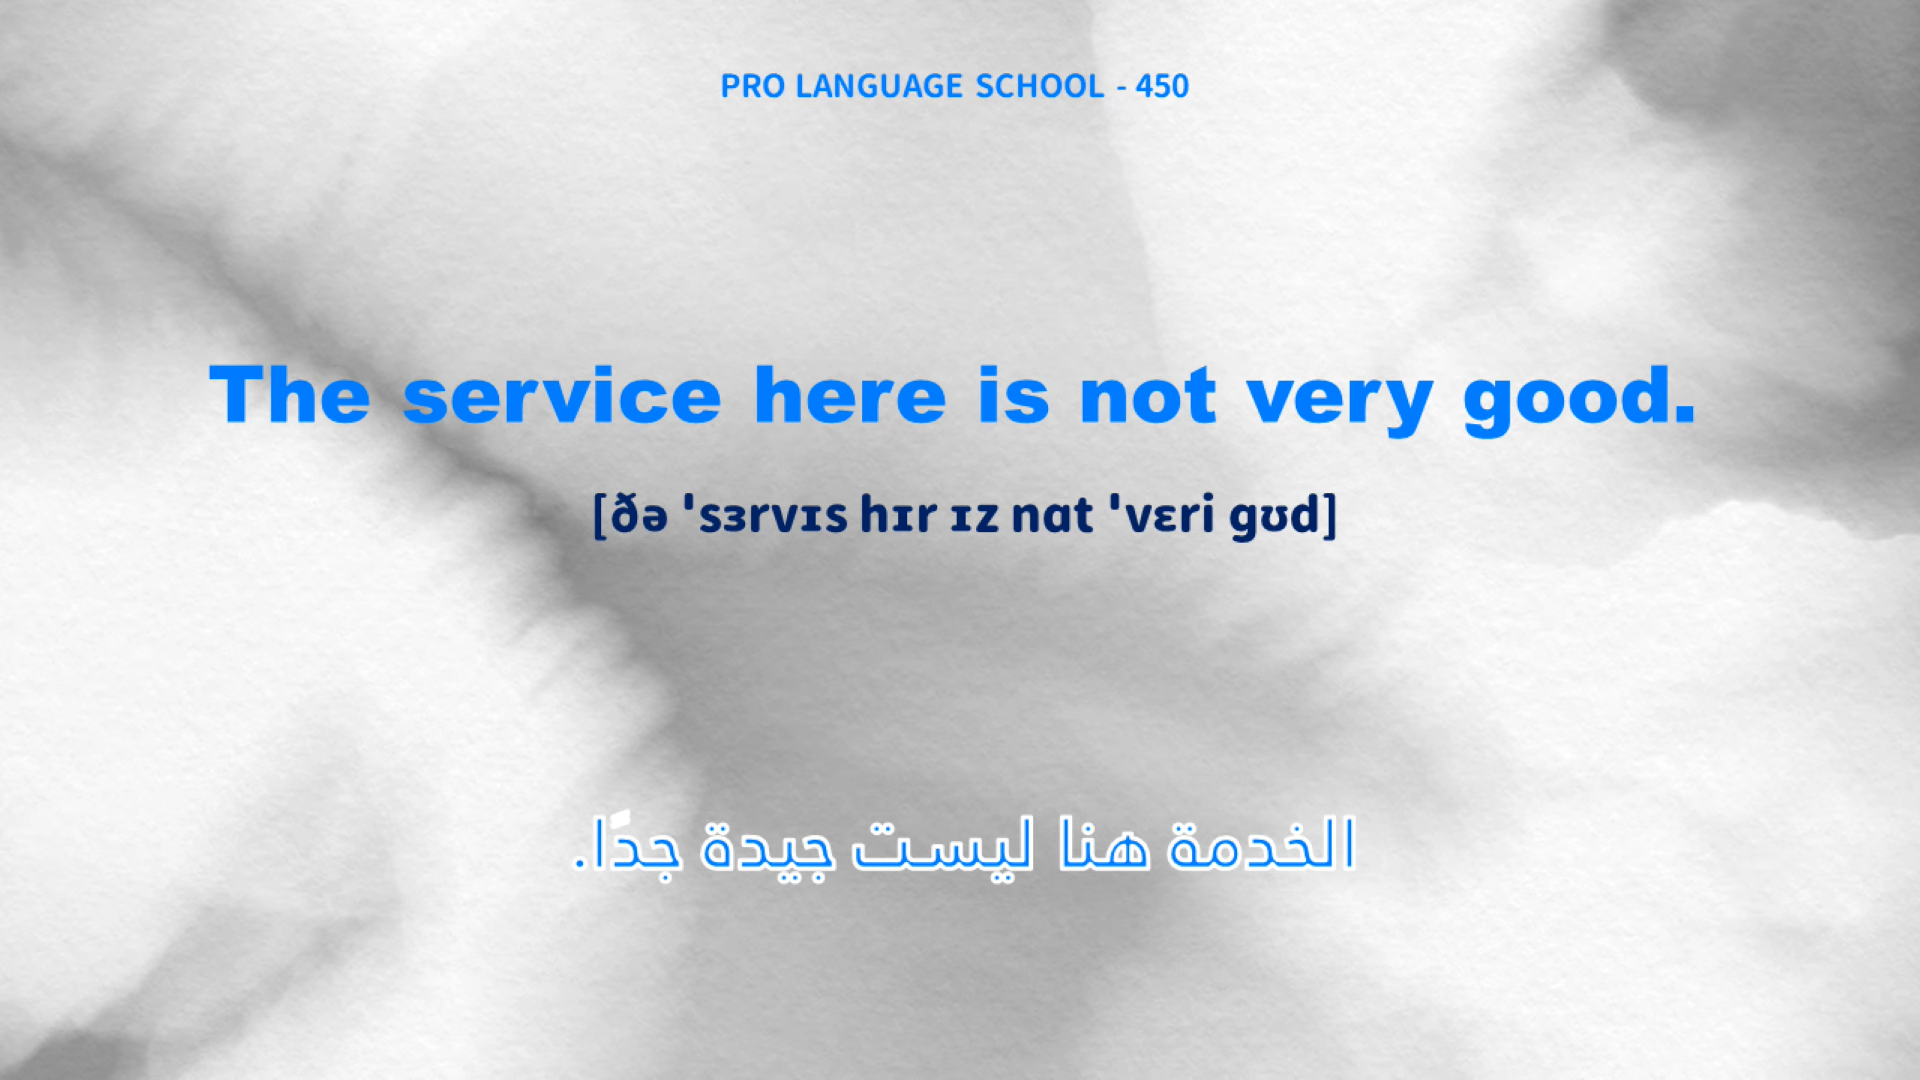 PRO LANGUAGE SCHOOL - 450
The service here is not very good.
[ðə ˈsɜrvɪs hɪr ɪz nɑt ˈvɛri gʊd]
الخدمة هنا ليست جيدة جدًا.